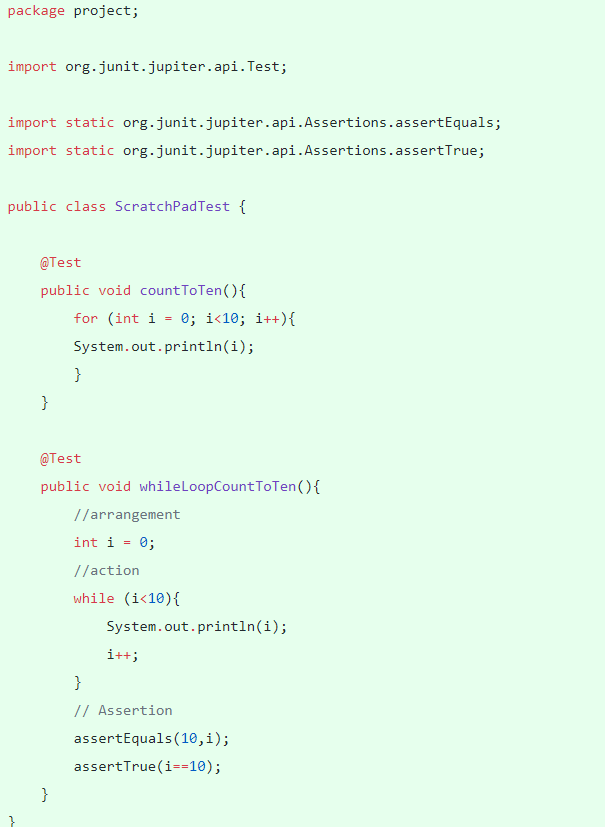 package project;
import org.junit.jupiter.api.Test;
import static org.junit.jupiter.api.Assertions.assertEquals;
import static org.junit.jupiter.api.Assertions.assertTrue;
public class ScratchPadTest {
@Test
public void countToTen(){
for (int i = 0; i<10; i++){
System.out.println(i);
}
}
@Test
public void whileLoopCountToTen(){
//arrangement
int i = 0;
//action
while (i<10){
System.out.println(i);
i++;
}
// Assertion
assertEquals(10,i);
assertTrue(i==10);
}
}